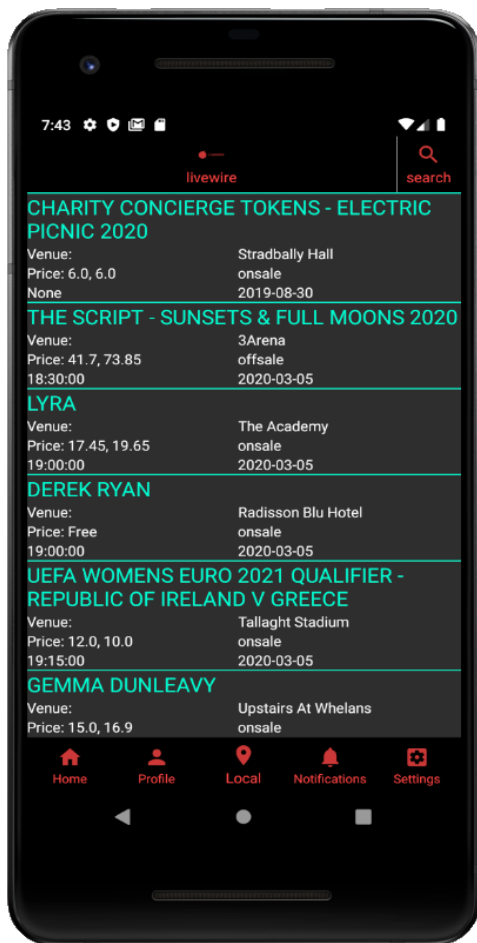 7:43
livewire
search
CHARITY CONCIERGE TOKENS - ELECTRIC
PICNIC 2020
Venue: Stradbally Hall
Price: 6.0, 6.0 onsale
None 2019-08-30
THE SCRIPT - SUNSETS & FULL MOONS 2020
Venue: 3Arena
Price: 41.7, 73.85 offsale
18:30:00 2020-03-05
LYRA
Venue: The Academy
Price: 17.45, 19.65 onsale
19:00:00 2020-03-05
DEREK RYAN
Venue: Radisson Blu Hotel
Price: Free onsale
19:00:00 2020-03-05
UEFA WOMENS EURO 2021 QUALIFIER -
REPUBLIC OF IRELAND V GREECE
Venue: Tallaght Stadium
Price: 12.0, 10.0 onsale
19:15:00 2020-03-05
GEMMA DUNLEAVY
Venue: Upstairs At Whelans
Price: 15.0, 16.9 onsale
Home Profile Local Notifications Settings